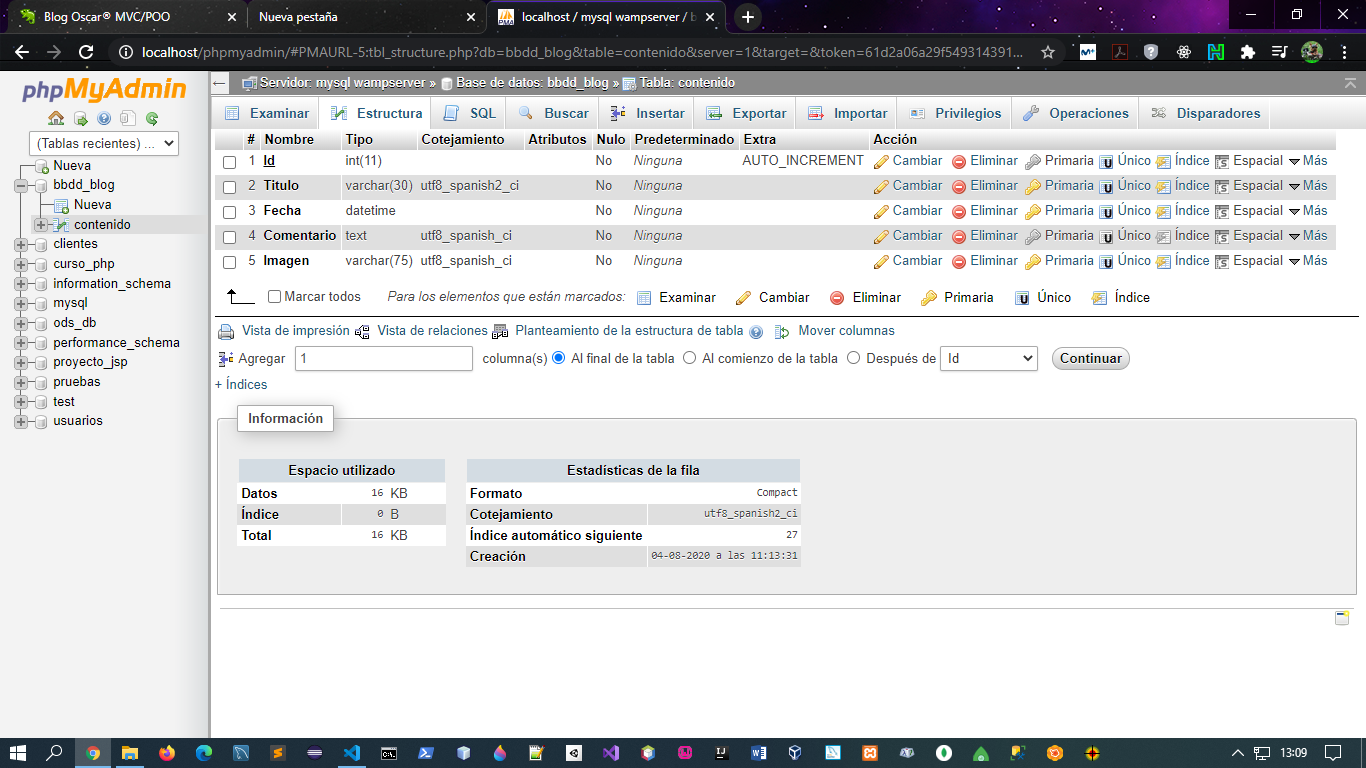 Blog Oscar® MVC/POO
Nueva pestaña
localhost / mysql wampserver / b
localhost/phpmyadmin/#PMAURL-5:tbl_structure.php?db=bbdd_blog&table=contenido&server=1&target=&token=61d2a06a29f549314391...
phpMyAdmin
(Tablas recientes) ...
Nueva
bbdd_blog
Nueva
contenido
clientes
curso_php
information_schema
mysql
ods_db
performance_schema
proyecto_jsp
pruebas
test
usuarios
Servidor: mysql wampserver » Base de datos: bbdd_blog » Tabla: contenido
Examinar Estructura SQL Buscar Insertar Exportar Importar Privilegios Operaciones Disparadores
# Nombre Tipo Cotejamiento Atributos Nulo Predeterminado Extra Acción
1 Id int(11) No Ninguna AUTO_INCREMENT Cambiar Eliminar Primaria Único Índice Espacial Más
2 Titulo varchar(30) utf8_spanish2_ci No Ninguna Cambiar Eliminar Primaria Único Índice Espacial Más
3 Fecha datetime No Ninguna Cambiar Eliminar Primaria Único Índice Espacial Más
4 Comentario text utf8_spanish_ci No Ninguna Cambiar Eliminar Primaria Único Índice Espacial Más
5 Imagen varchar(75) utf8_spanish_ci No Ninguna Cambiar Eliminar Primaria Único Índice Espacial Más
Marcar todos Para los elementos que están marcados: Examinar Cambiar Eliminar Primaria Único Índice
Vista de impresión Vista de relaciones Planteamiento de la estructura de tabla Mover columnas
Agregar 1 columna(s) Al final de la tabla Al comienzo de la tabla Después de Id Continuar
+ Índices
Información
Espacio utilizado
Datos 16 KB
Índice 0 B
Total 16 KB
Estadísticas de la fila
Formato Compact
Cotejamiento utf8_spanish2_ci
Índice automático siguiente 27
Creación 04-08-2020 a las 11:13:31
13:09